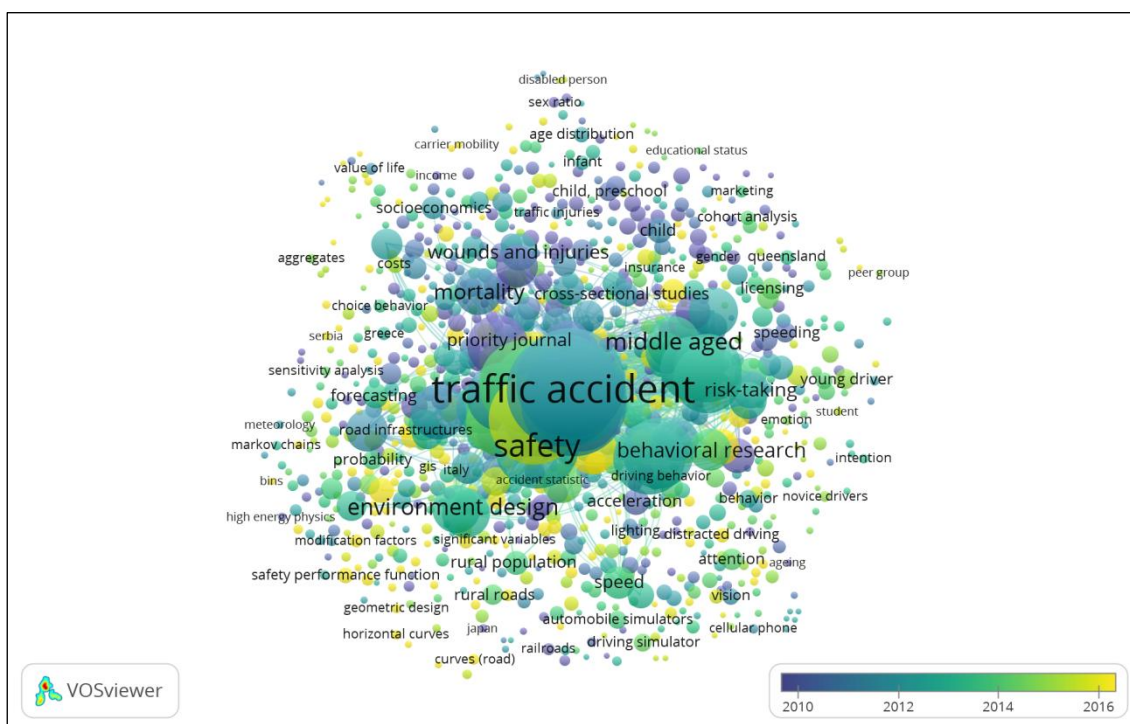 disabled person
sex ratio
age distribution
carrier mobility
educational status
value of life
infant
income
child, preschool
marketing
socioeconomics
traffic injuries
cohort analysis
child
wounds and injuries
aggregates
costs
insurance
gender
queensland
peer group
mortality
cross-sectional studies
licensing
choice behavior
serbia
greece
priority journal
middle aged
speeding
sensitivity analysis
traffic accident
young driver
forecasting
risk-taking
student
meteorology
road infrastructures
emotion
markov chains
safety
behavioral research
probability
gis
italy
intention
bins
accident statistic
driving behavior
environment design
acceleration
behavior
novice drivers
high energy physics
modification factors
significant variables
lighting
distracted driving
rural population
attention
ageing
safety performance function
speed
rural roads
vision
geometric design
automobile simulators
cellular phone
horizontal curves
japan
driving simulator
railroads
curves (road)
VOSviewer
2010
2012
2014
2016